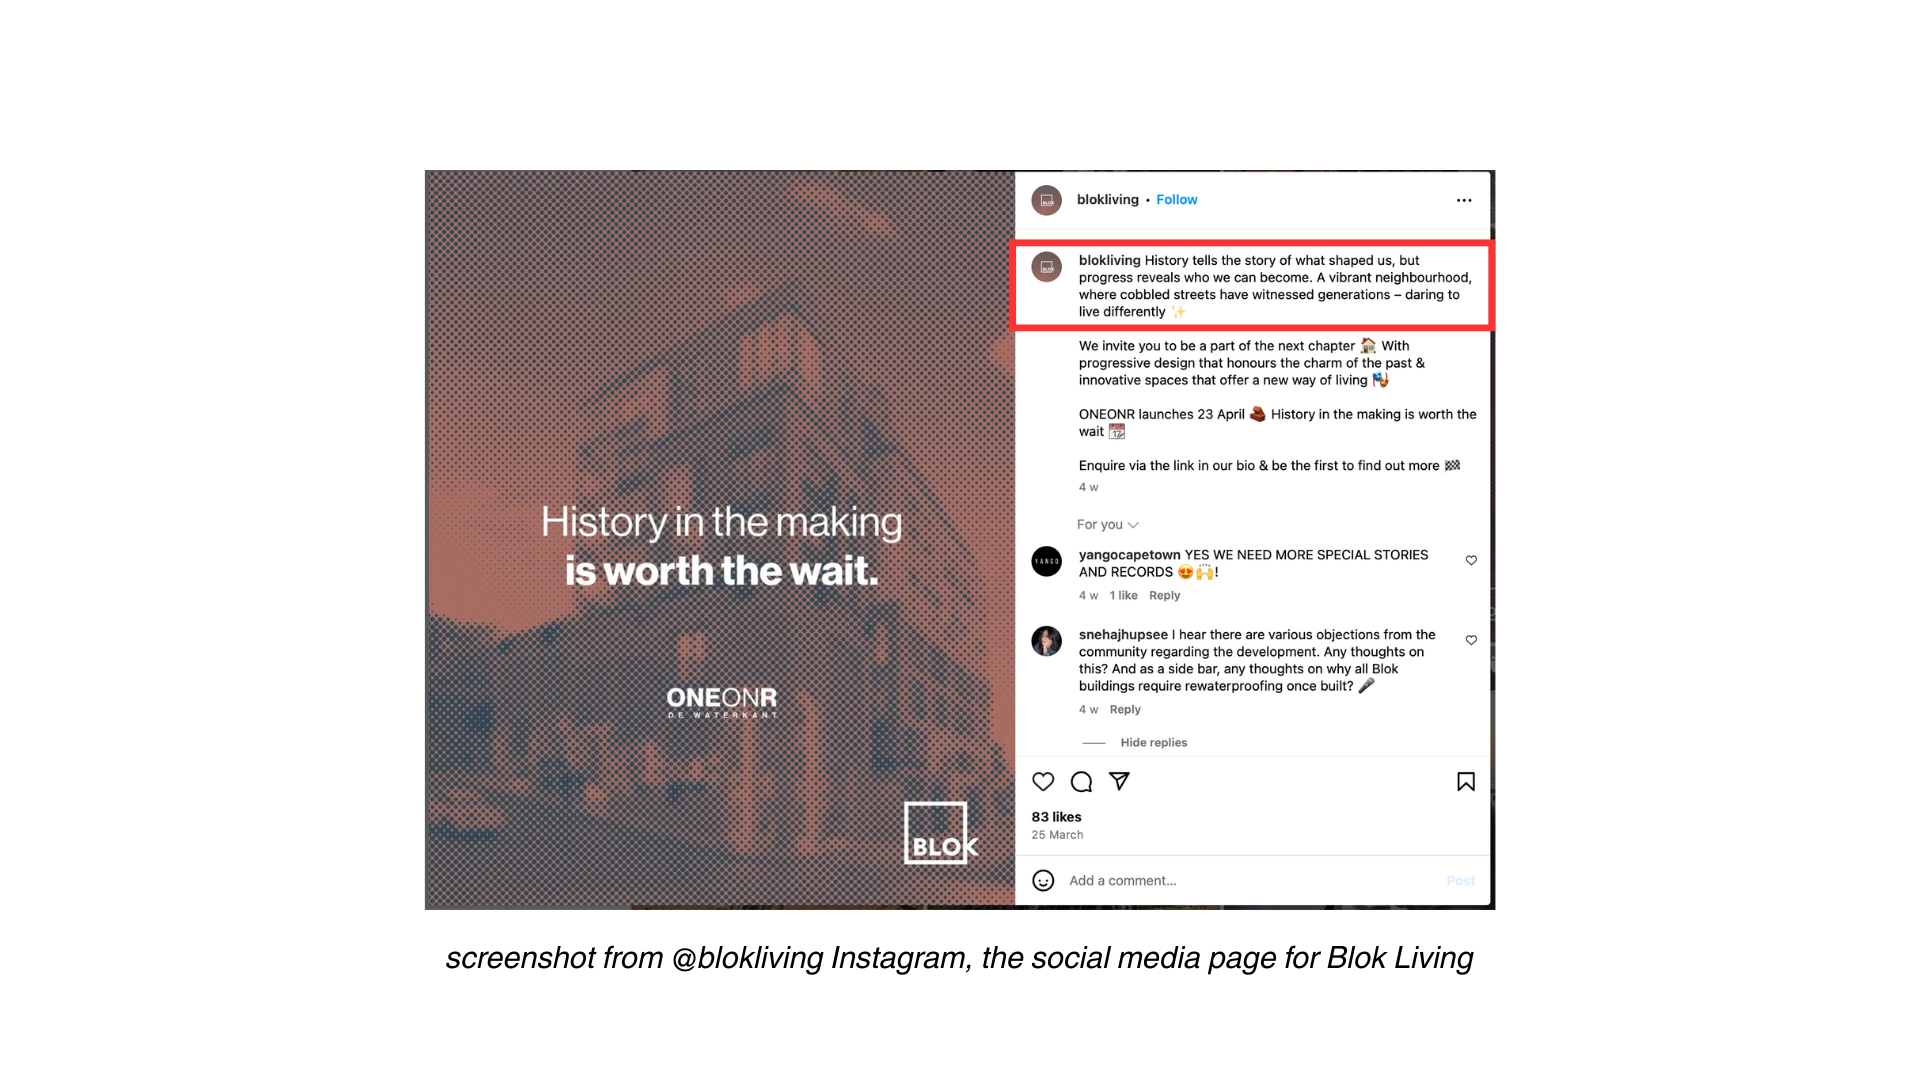 History in the making
is worth the wait.
ONEONR
DE WATERKANT
BLOK
blokliving • Follow
blokliving History tells the story of what shaped us, but
progress reveals who we can become. A vibrant neighbourhood,
where cobbled streets have witnessed generations – daring to
live differently ✨
We invite you to be a part of the next chapter 🏠 With
progressive design that honours the charm of the past &
innovative spaces that offer a new way of living 🎭
ONEONR launches 23 April 🧱 History in the making is worth the
wait 📆
Enquire via the link in our bio & be the first to find out more 🏁
4 w
For you
YANGO
yangocapetown YES WE NEED MORE SPECIAL STORIES
AND RECORDS 😍🙌!
4 w 1 like Reply
snehajhupsee I hear there are various objections from the
community regarding the development. Any thoughts on
this? And as a side bar, any thoughts on why all Blok
buildings require rewaterproofing once built? 🎤
4 w Reply
Hide replies
83 likes
25 March
Add a comment... Post
screenshot from @blokliving Instagram, the social media page for Blok Living